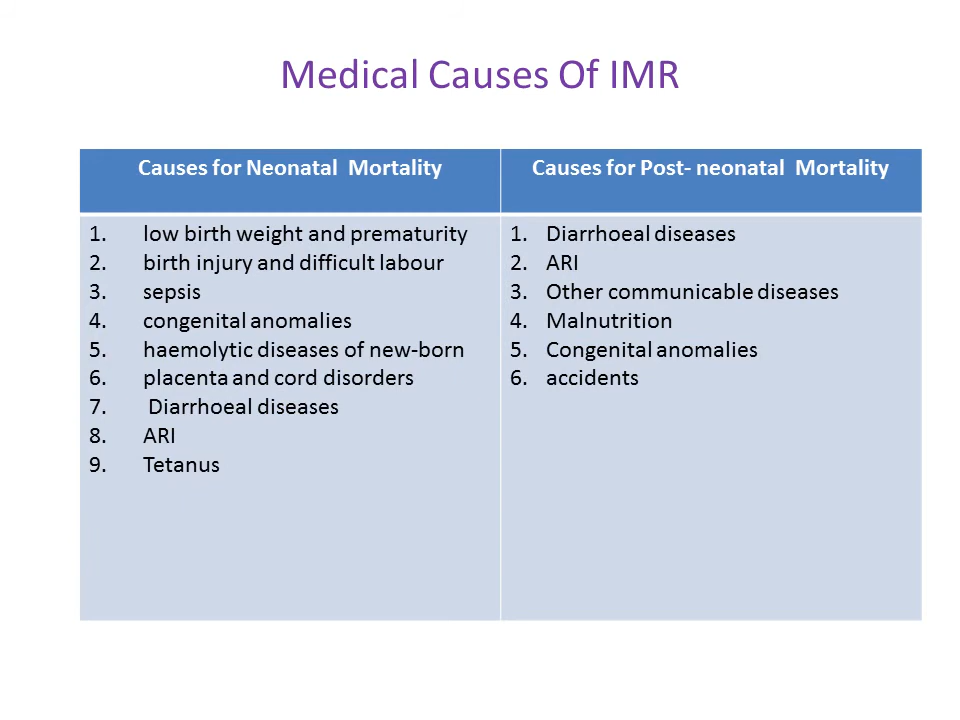 Medical Causes Of IMR
Causes for Neonatal Mortality
1. low birth weight and prematurity
2. birth injury and difficult labour
3. sepsis
4. congenital anomalies
5. haemolytic diseases of new-born
6. placenta and cord disorders
7. Diarrhoeal diseases
8. ARI
9. Tetanus
Causes for Post- neonatal Mortality
1. Diarrhoeal diseases
2. ARI
3. Other communicable diseases
4. Malnutrition
5. Congenital anomalies
6. accidents